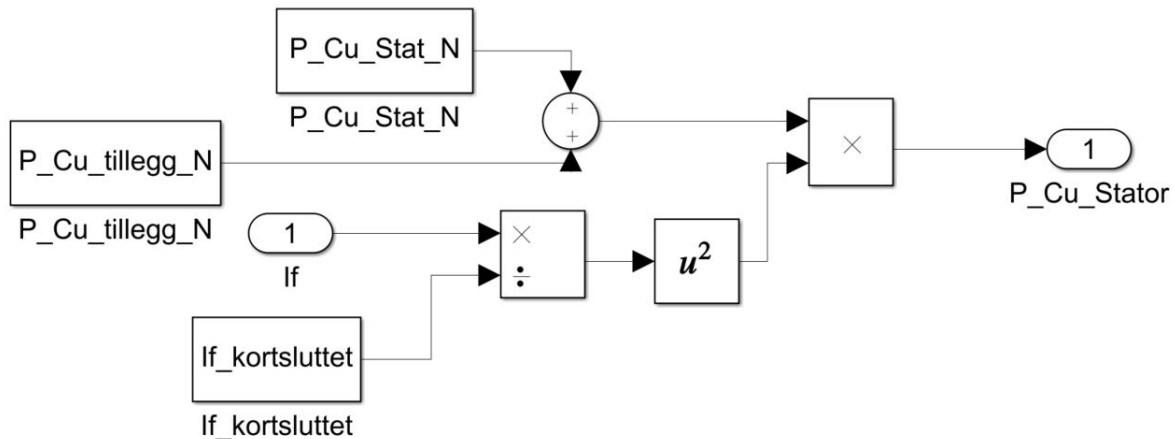 P_Cu_Stat_N
P_Cu_Stat_N
+
+
P_Cu_tillegg_N
P_Cu_tillegg_N
×
1
P_Cu_Stator
1
If
×
÷
u²
If_kortsluttet
If_kortsluttet